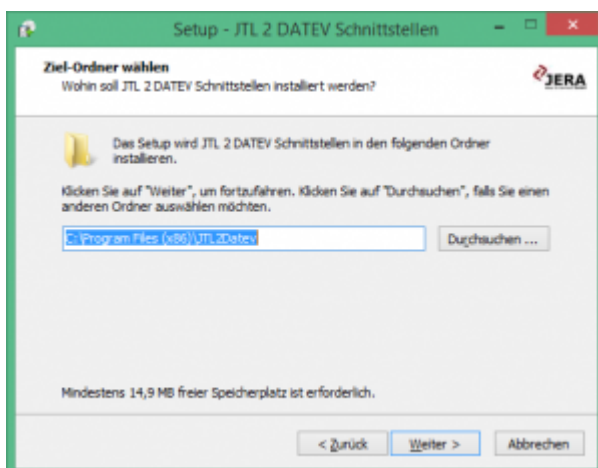 Setup - JTL 2 DATEV Schnittstellen
Ziel-Ordner wählen
Wohin soll JTL 2 DATEV Schnittstellen installiert werden?
JERA
Das Setup wird JTL 2 DATEV Schnittstellen in den folgenden Ordner
installieren.
Klicken Sie auf "Weiter", um fortzufahren. Klicken Sie auf "Durchsuchen", falls Sie einen
anderen Ordner auswählen möchten.
C:\Program Files (x86)\JTL2Datev
Durchsuchen ...
Mindestens 14,9 MB freier Speicherplatz ist erforderlich.
< Zurück
Weiter >
Abbrechen